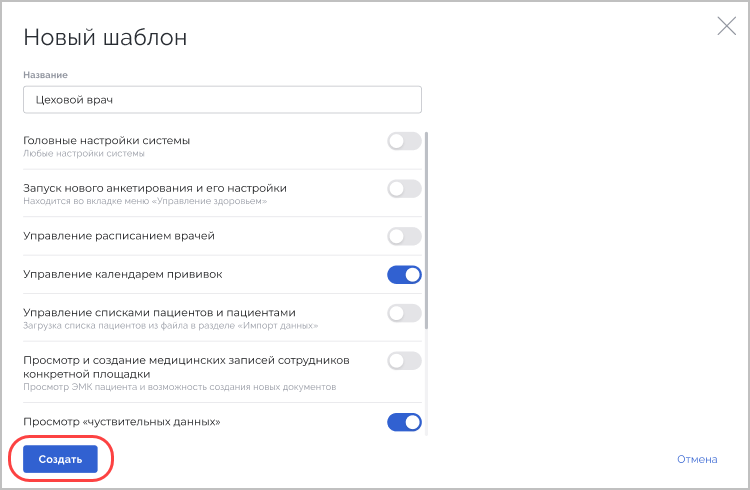 Новый шаблон
Название
Цеховой врач
Головные настройки системы
Любые настройки системы
Запуск нового анкетирования и его настройки
Находится во вкладке меню «Управление здоровьем»
Управление расписанием врачей
Управление календарем прививок
Управление списками пациентов и пациентами
Загрузка списка пациентов из файла в разделе «Импорт данных»
Просмотр и создание медицинских записей сотрудников
конкретной площадки
Просмотр ЭМК пациента и возможность создания новых документов
Просмотр «чуствительных данных»
Создать
Отмена